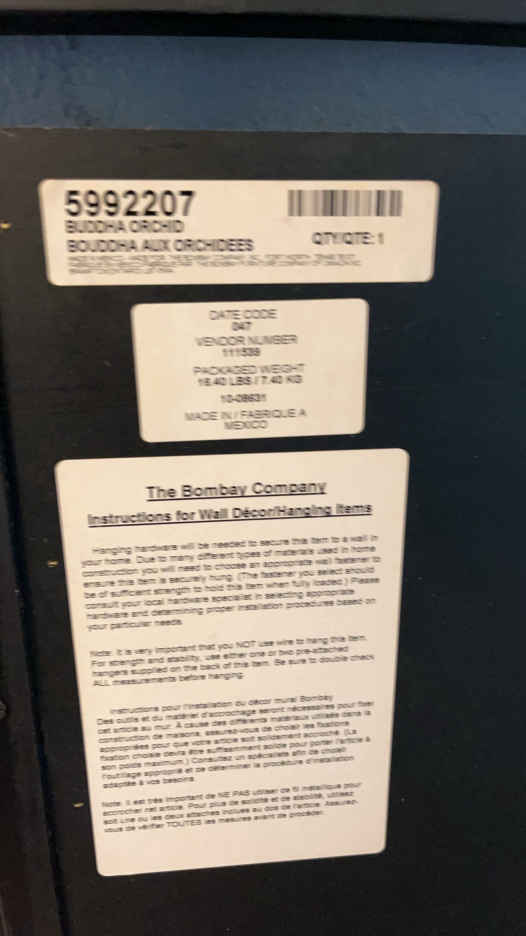 5992207
BUDDHA ORCHID
BOUDDHA AUX ORCHIDEES
QTY/QTE: 1
DATE CODE
047
VENDOR NUMBER
111539
PACKAGED WEIGHT
16.40 LBS / 7.40 KG
10-08631
MADE IN / FABRIQUE A
MEXICO
The Bombay Company
Instructions for Wall Décor/Hanging Items
Hanging hardware will be needed to secure this item to a wall in
your home. Due to many different types of materials used in home
construction you will need to choose an appropriate wall fastener to
ensure this item is securely hung. (The fastener you select should
be of sufficient strength to hold this item when fully loaded.) Please
consult your local hardware specialist in selecting appropriate
hardware and determining proper installation procedures based on
your particular needs.
Note: It is very important that you NOT use wire to hang this item.
For strength and stability, use either one or two pre-attached
hangers supplied on the back of this item. Be sure to double check
ALL measurements before hanging.
Instructions pour l'installation du décor mural Bombay
Des outils et du matériel d'accrochage seront nécessaires pour fixer
cet article au mur. À cause des différents matériaux utilisés dans la
construction de maisons, assurez-vous de choisir les fixations
appropriées pour que votre article soit solidement accroché. (La
fixation choisie devra être suffisamment solide pour porter l'article à
son poids maximum.) Consultez un spécialiste afin de choisir
l'outillage approprié et de déterminer la procédure d'installation
adaptée à vos besoins.
Note: Il est très important de NE PAS utiliser de fil métallique pour
accrocher cet article. Pour plus de solidité et de stabilité, utilisez
soit une ou les deux attaches inclues au dos de l'article. Assurez-
vous de vérifier TOUTES les mesures avant de procéder.